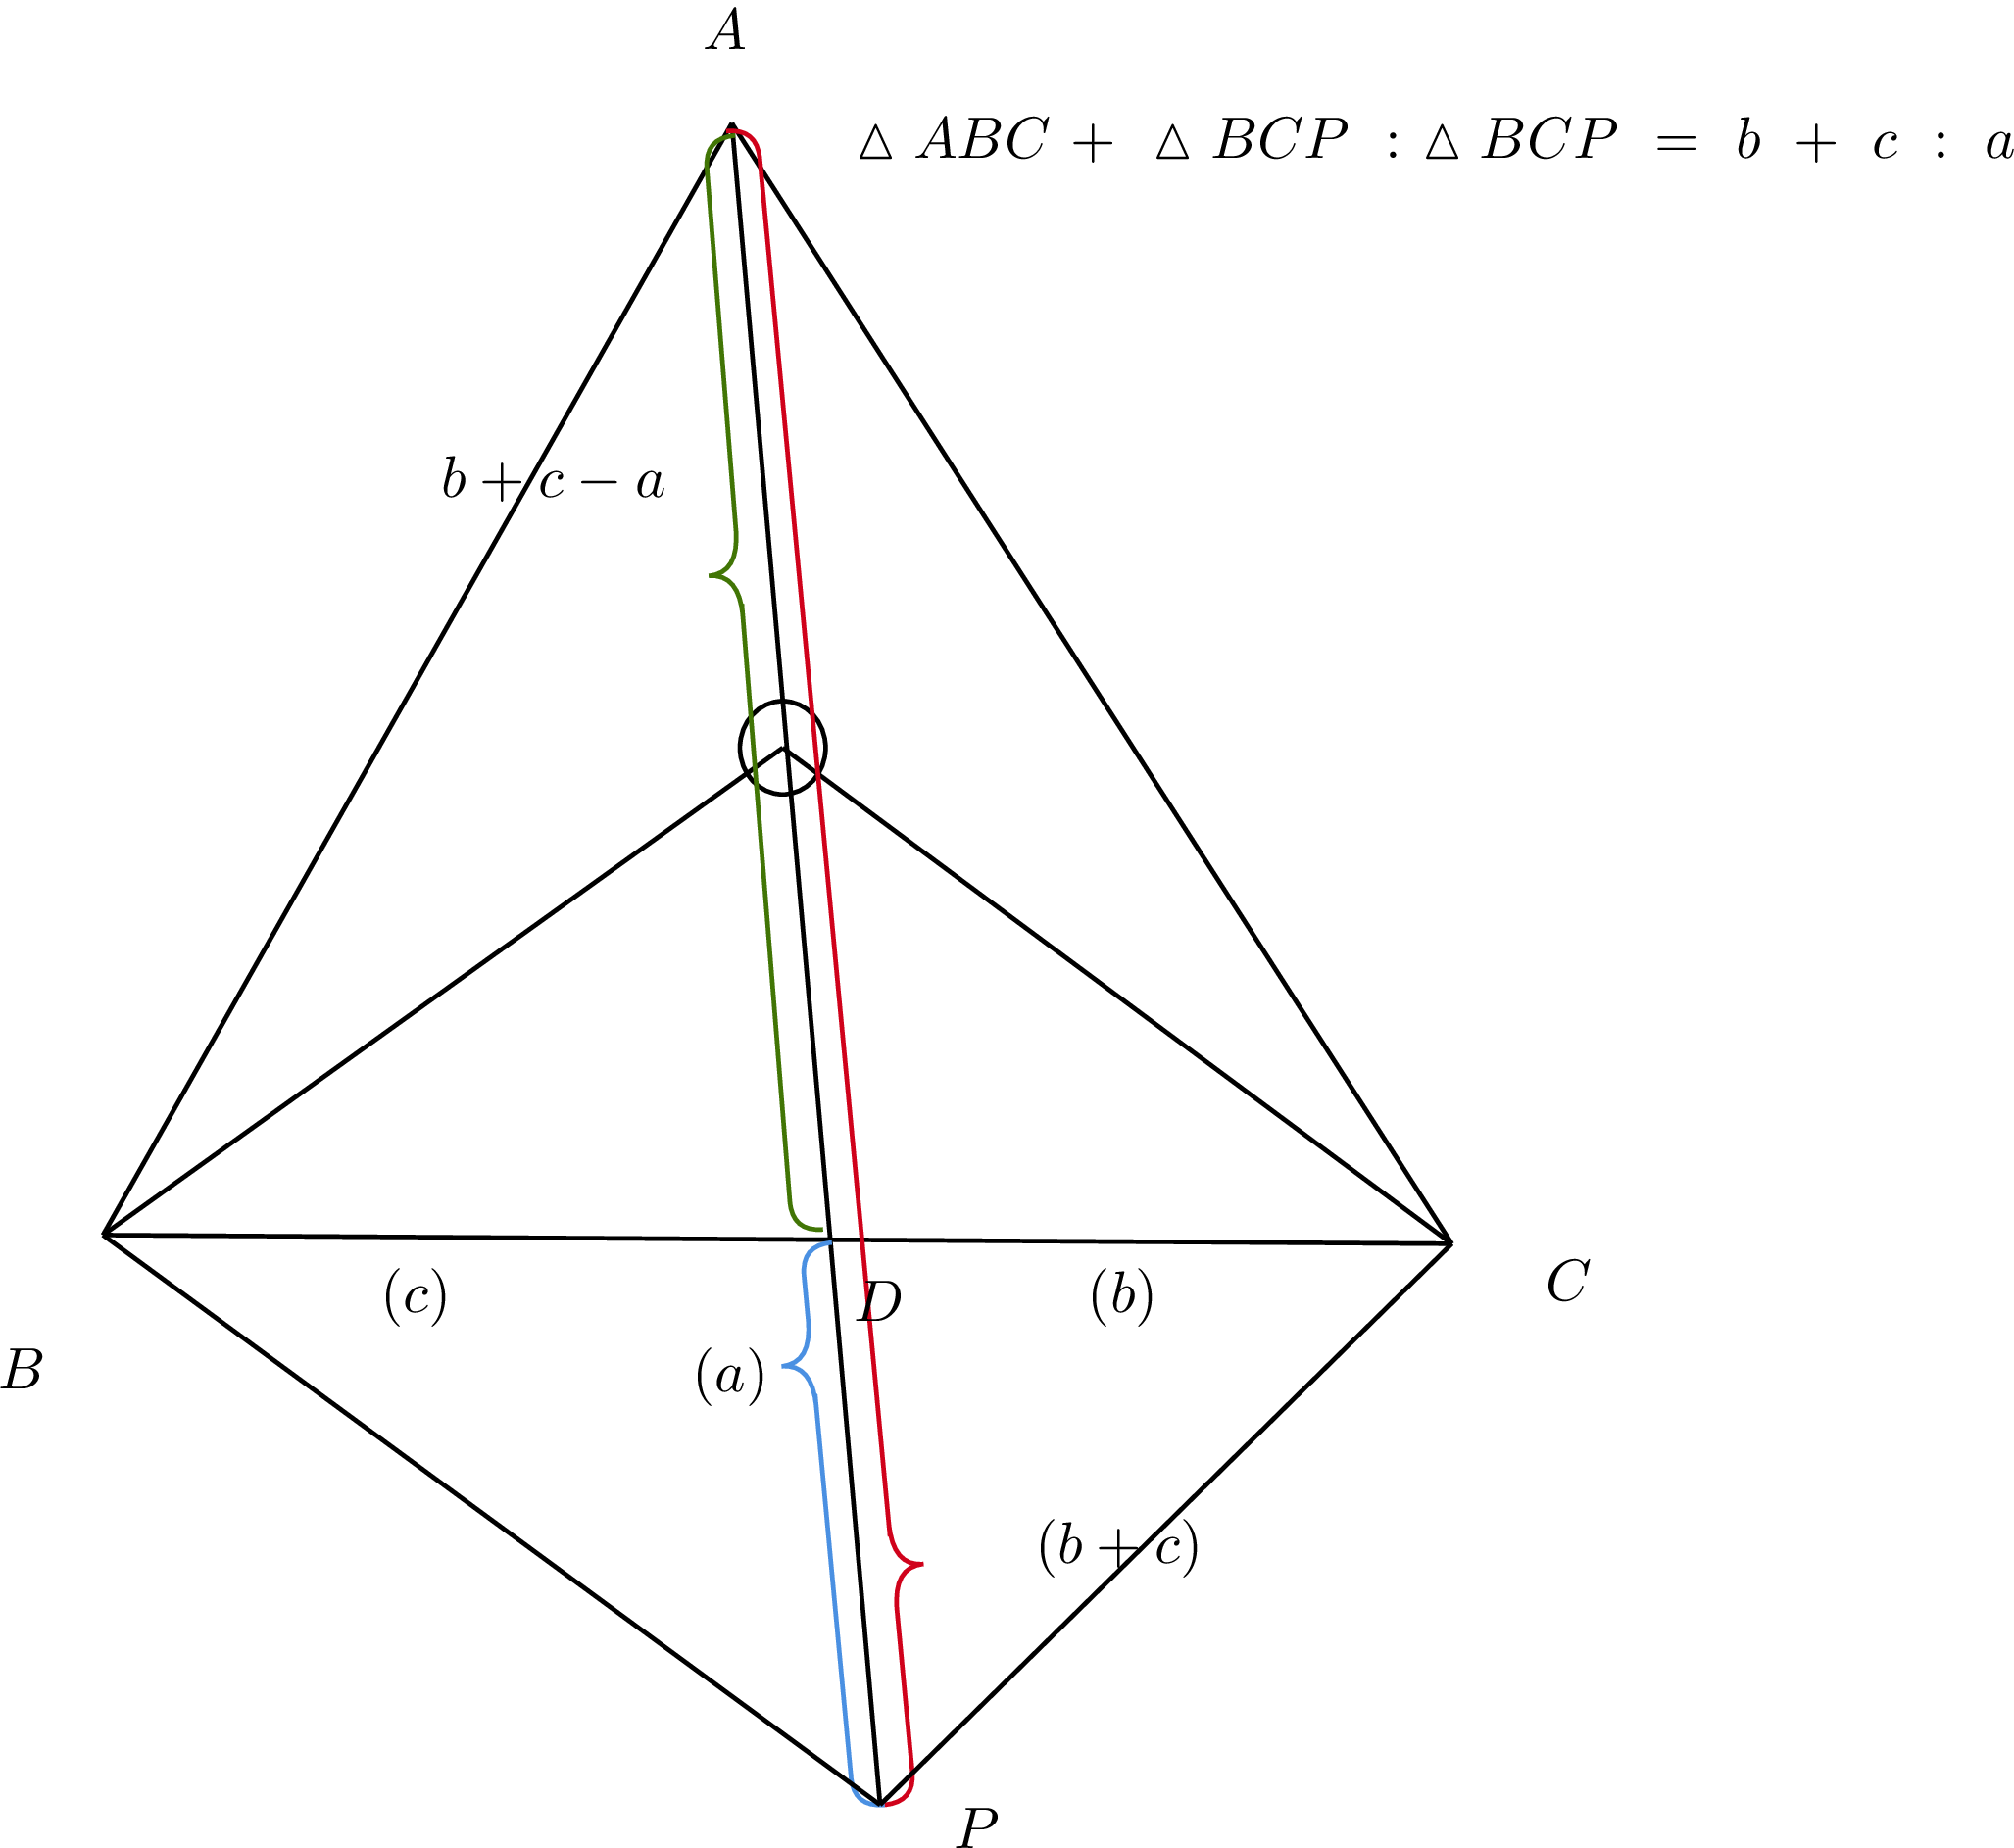 A
△ ABC + △ BCP : △ BCP = b + c : a
b + c − a
(c)
D
(b)
C
B
(a)
(b + c)
P